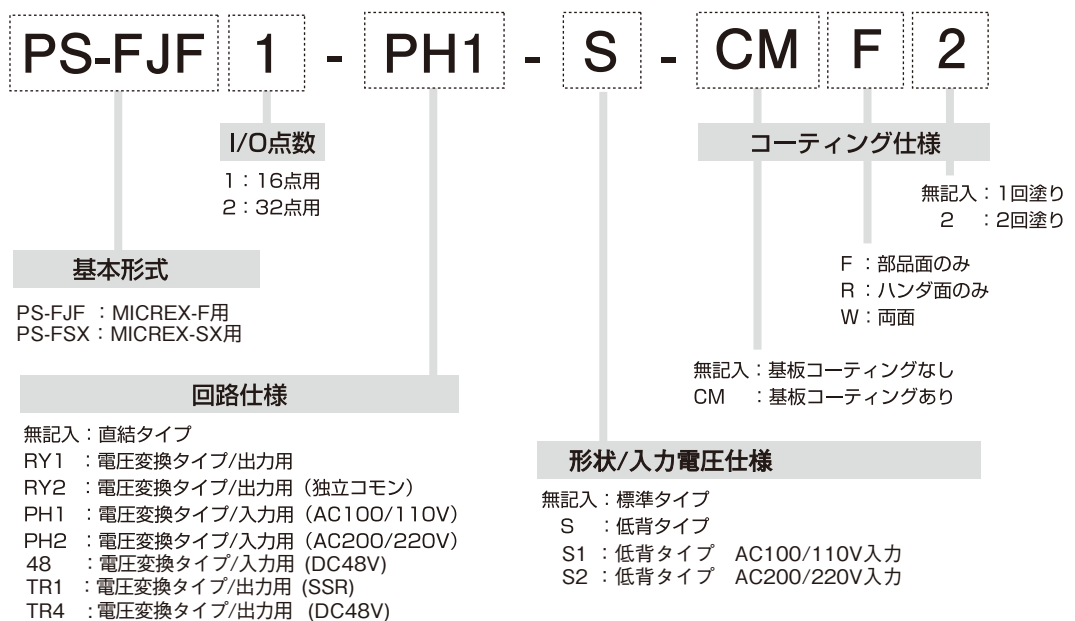 PS-FJF 1 - PH1 - S - CM F 2
I/O点数
1：16点用
2：32点用
基本形式
PS-FJF ：MICREX-F用
PS-FSX：MICREX-SX用
回路仕様
無記入：直結タイプ
RY1 ：電圧変換タイプ/出力用
RY2 ：電圧変換タイプ/出力用（独立コモン）
PH1 ：電圧変換タイプ/入力用（AC100/110V）
PH2 ：電圧変換タイプ/入力用（AC200/220V）
48 ：電圧変換タイプ/入力用 (DC48V)
TR1 ：電圧変換タイプ/出力用 (SSR)
TR4 ：電圧変換タイプ/出力用 (DC48V)
コーティング仕様
無記入：1回塗り
2 ：2回塗り
F ：部品面のみ
R ：ハンダ面のみ
W：両面
無記入：基板コーティングなし
CM ：基板コーティングあり
形状/入力電圧仕様
無記入：標準タイプ
S ：低背タイプ
S1 ：低背タイプ AC100/110V入力
S2 ：低背タイプ AC200/220V入力